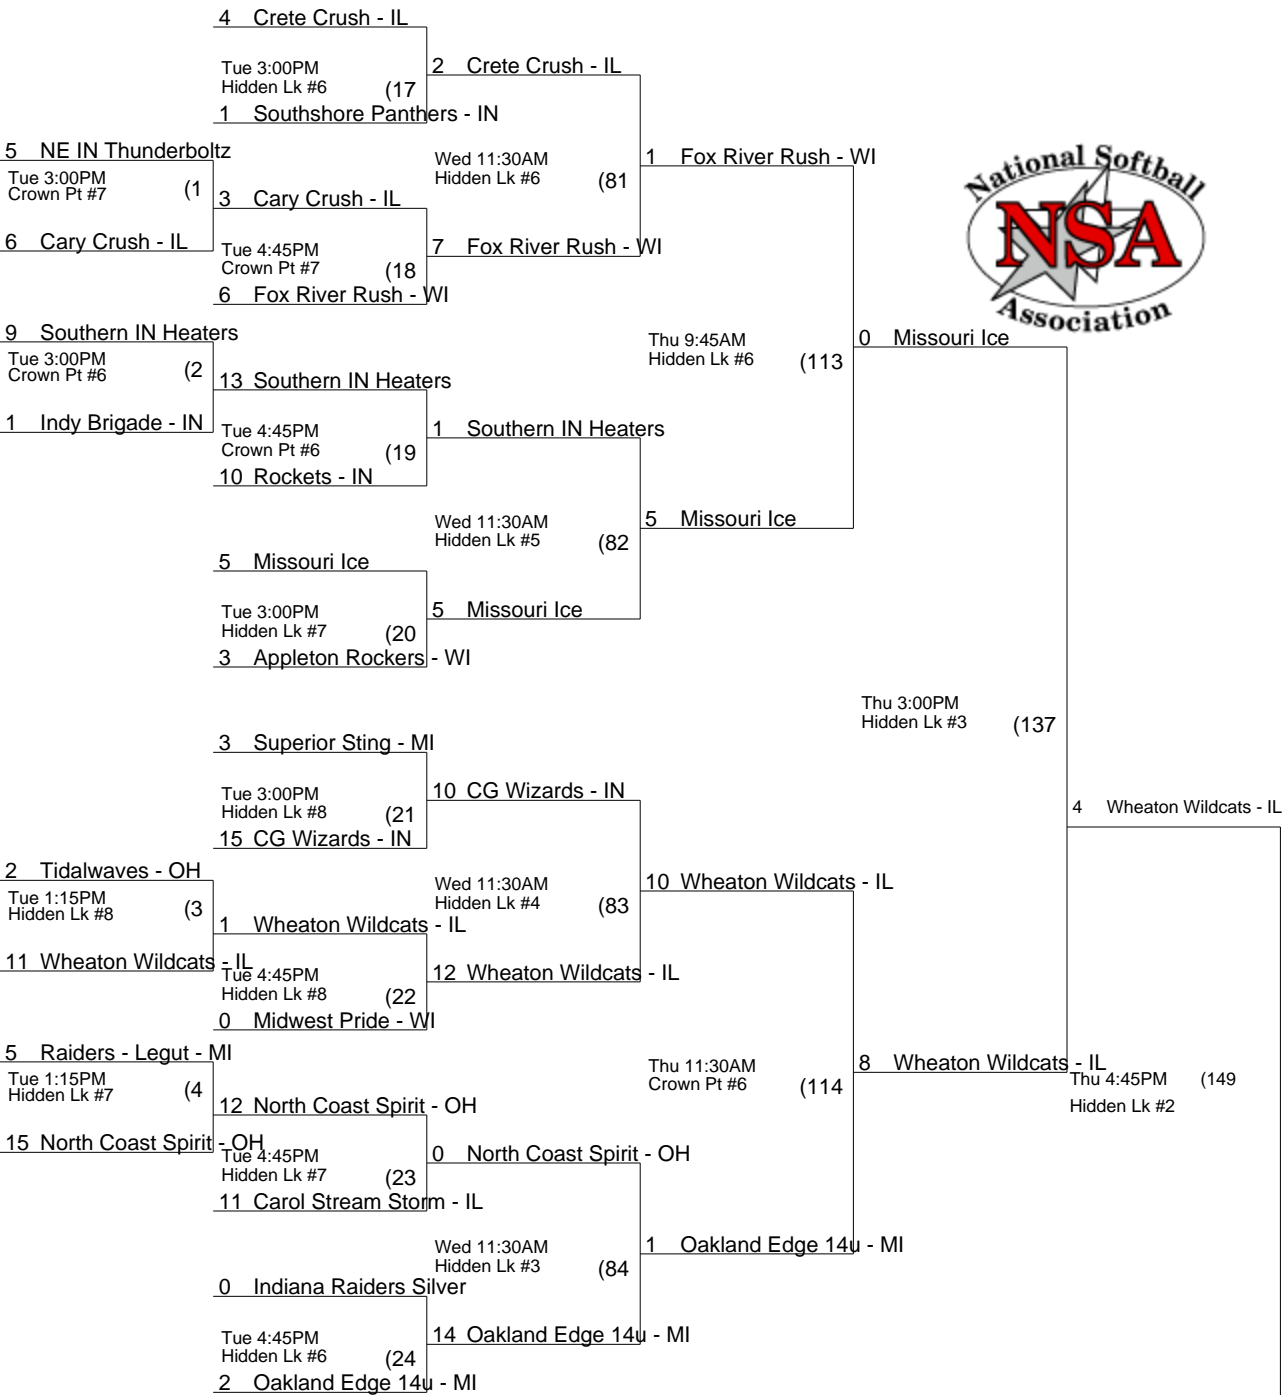 4 Crete Crush - IL
Tue 3:00PM
Hidden Lk #6 (17
2 Crete Crush - IL
1 Southshore Panthers - IN
5 NE IN Thunderboltz
Tue 3:00PM
Crown Pt #7 (1
6 Cary Crush - IL
Wed 11:30AM
Hidden Lk #6 (81
1 Fox River Rush - WI
3 Cary Crush - IL
Tue 4:45PM
Crown Pt #7 (18
7 Fox River Rush - WI
6 Fox River Rush - WI
National Softball
NSA
Association
9 Southern IN Heaters
Tue 3:00PM
Crown Pt #6 (2
1 Indy Brigade - IN
Thu 9:45AM
Hidden Lk #6 (113
0 Missouri Ice
13 Southern IN Heaters
Tue 4:45PM
Crown Pt #6 (19
1 Southern IN Heaters
10 Rockets - IN
Wed 11:30AM
Hidden Lk #5 (82
5 Missouri Ice
5 Missouri Ice
Tue 3:00PM
Hidden Lk #7 (20
5 Missouri Ice
3 Appleton Rockers - WI
Thu 3:00PM
Hidden Lk #3 (137
3 Superior Sting - MI
Tue 3:00PM
Hidden Lk #8 (21
10 CG Wizards - IN
15 CG Wizards - IN
4 Wheaton Wildcats - IL
2 Tidalwaves - OH
Tue 1:15PM
Hidden Lk #8 (3
11 Wheaton Wildcats - IL
Wed 11:30AM
Hidden Lk #4 (83
10 Wheaton Wildcats - IL
1 Wheaton Wildcats - IL
Tue 4:45PM
Hidden Lk #8 (22
12 Wheaton Wildcats - IL
0 Midwest Pride - WI
5 Raiders - Legut - MI
Tue 1:15PM
Hidden Lk #7 (4
15 North Coast Spirit - OH
Thu 11:30AM
Crown Pt #6 (114
8 Wheaton Wildcats - IL
Thu 4:45PM (149
Hidden Lk #2
12 North Coast Spirit - OH
Tue 4:45PM
Hidden Lk #7 (23
0 North Coast Spirit - OH
11 Carol Stream Storm - IL
Wed 11:30AM
Hidden Lk #3 (84
1 Oakland Edge 14u - MI
0 Indiana Raiders Silver
Tue 4:45PM
Hidden Lk #6 (24
14 Oakland Edge 14u - MI
2 Oakland Edge 14u - MI